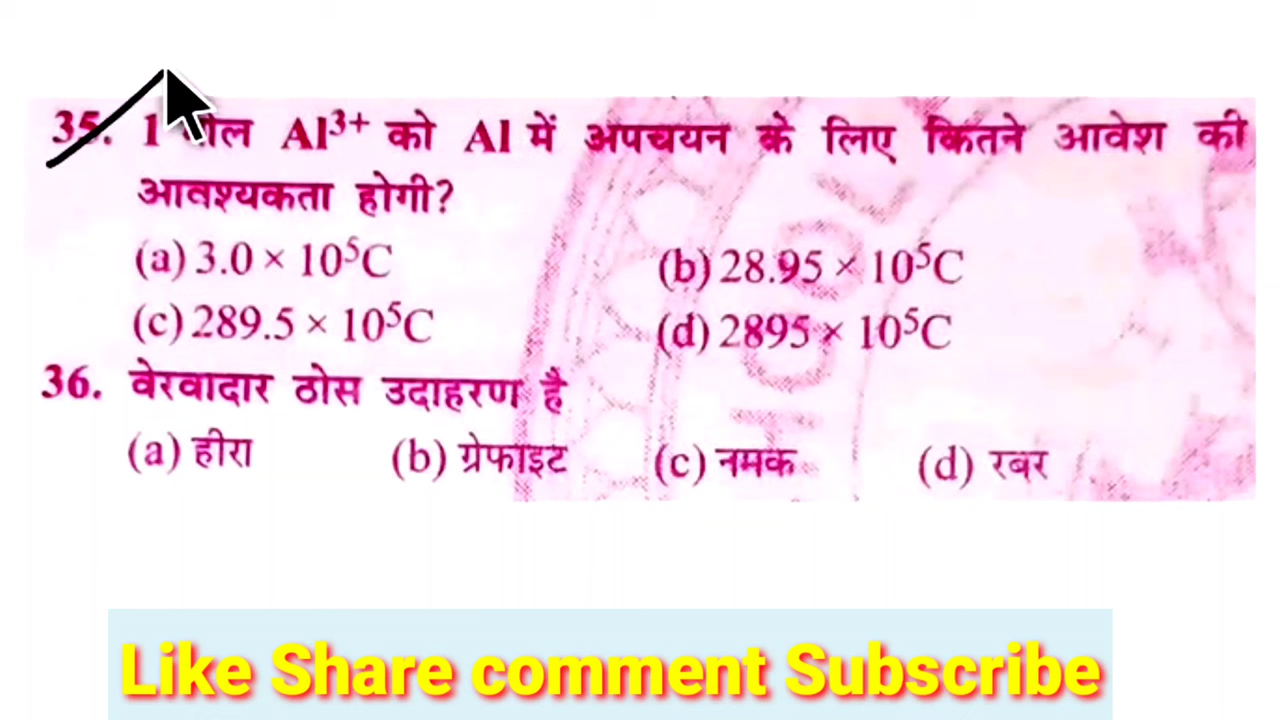 35. 1 Al³⁺ को Al में अपचयन के लिए कितने आवेश की
आवश्यकता होगी?
(a) 3.0 × 10⁵C (b) 28.95 × 10⁵C
(c) 289.5 × 10⁵C (d) 2895 × 10⁵C
36. वेरवादार ठोस उदाहरण है
(a) हीरा (b) ग्रेफाइट (c) नमक (d) रबर
Like Share comment Subscribe